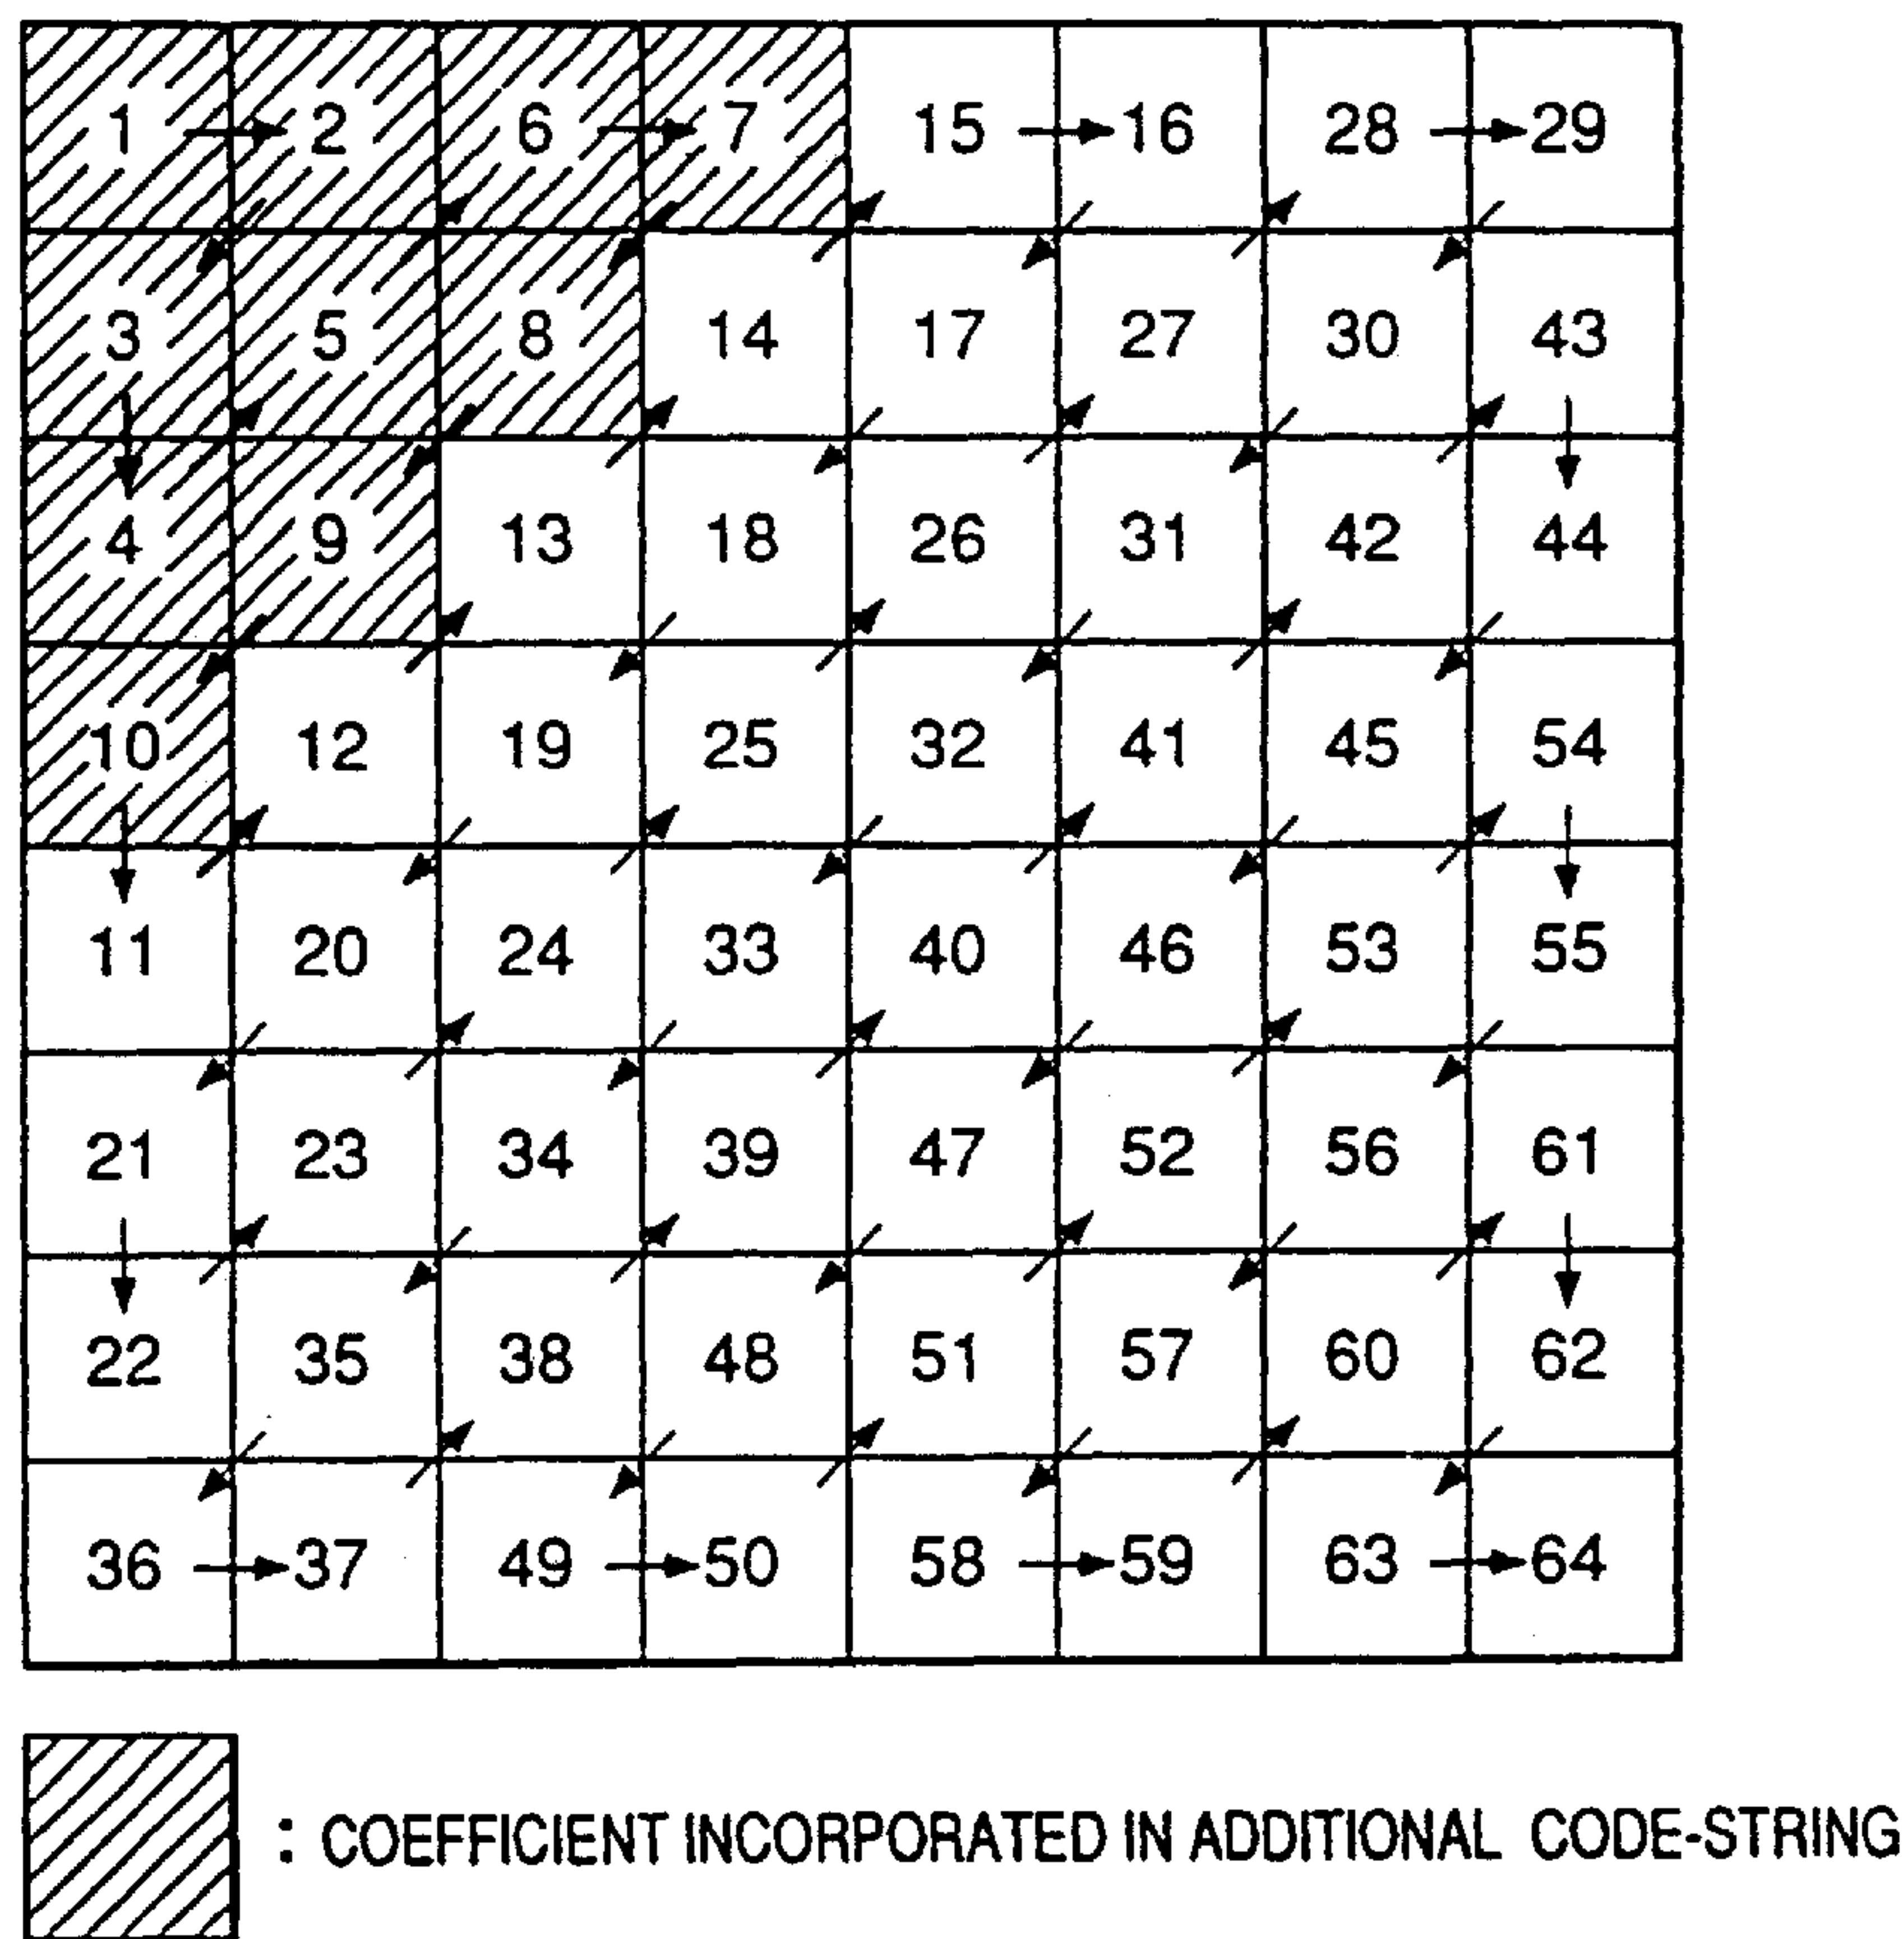 1 2 6 7 15 16 28 29
3 5 8 14 17 27 30 43
4 9 13 18 26 31 42 44
10 12 19 25 32 41 45 54
11 20 24 33 40 46 53 55
21 23 34 39 47 52 56 61
22 35 38 48 51 57 60 62
36 37 49 50 58 59 63 64
: COEFFICIENT INCORPORATED IN ADDITIONAL CODE-STRING